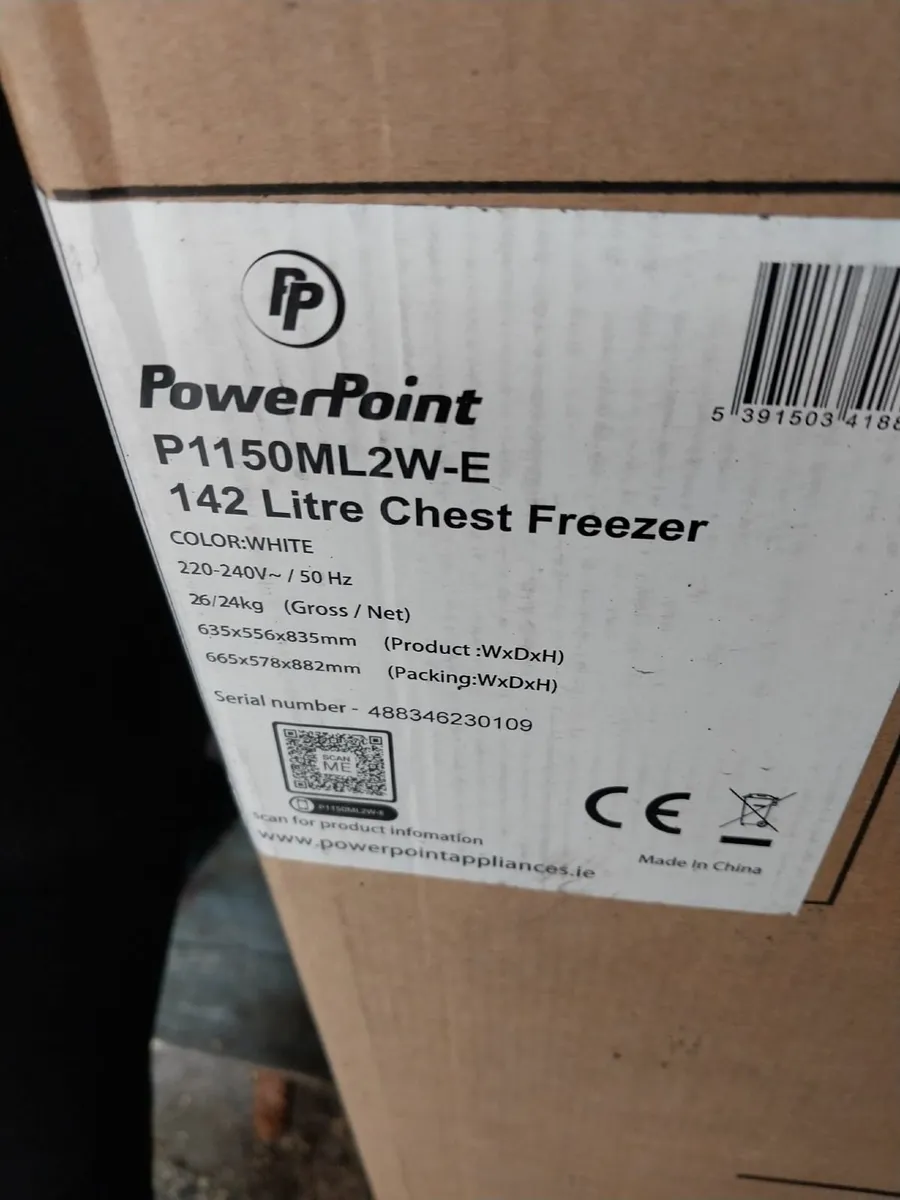 PP
PowerPoint
P1150ML2W-E
142 Litre Chest Freezer
COLOR:WHITE
220-240V~ / 50 Hz
26/24kg (Gross / Net)
635x556x835mm (Product :WxDxH)
665x578x882mm (Packing:WxDxH)
Serial number - 488346230109
SCAN
ME
P1150ML2W-E
scan for product infomation
www.powerpointappliances.ie
5 391503 4188
CE
Made in China